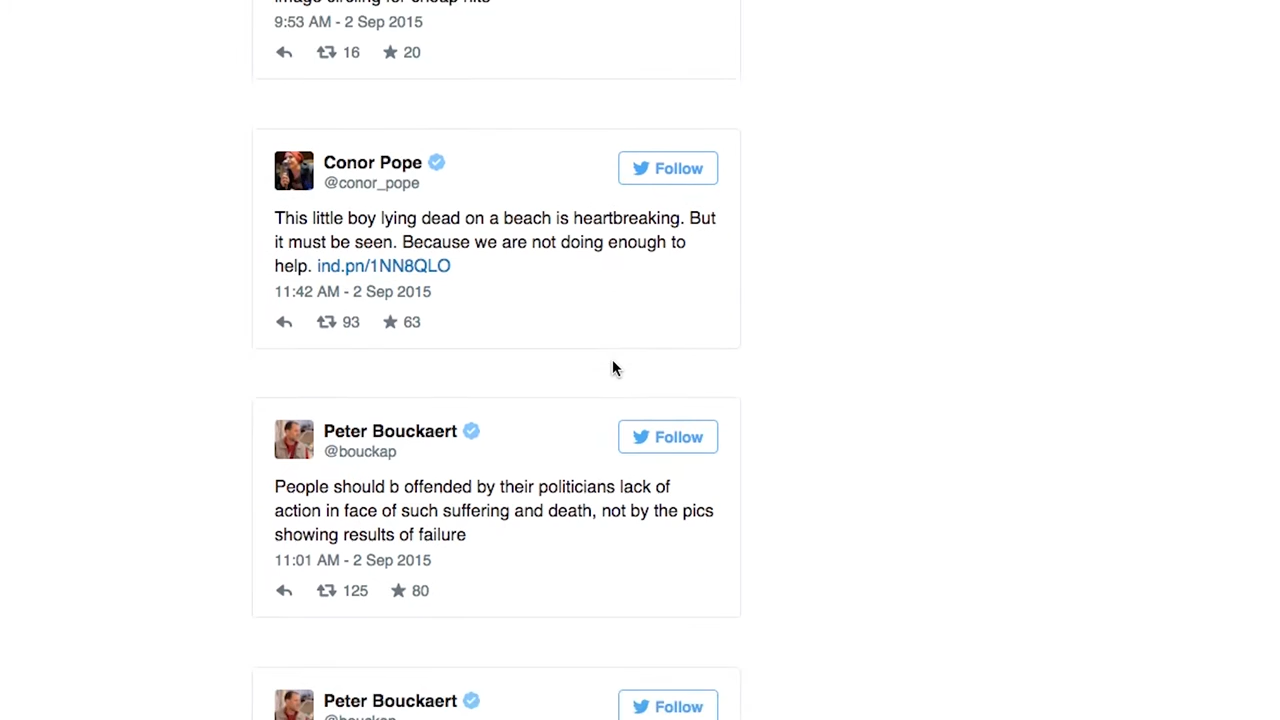 9:53 AM - 2 Sep 2015
16 20
Conor Pope
Follow
@conor_pope
This little boy lying dead on a beach is heartbreaking. But
it must be seen. Because we are not doing enough to
help. ind.pn/1NN8QLO
11:42 AM - 2 Sep 2015
93 63
Peter Bouckaert
Follow
@bouckap
People should b offended by their politicians lack of
action in face of such suffering and death, not by the pics
showing results of failure
11:01 AM - 2 Sep 2015
125 80
Peter Bouckaert
Follow
@bouckap